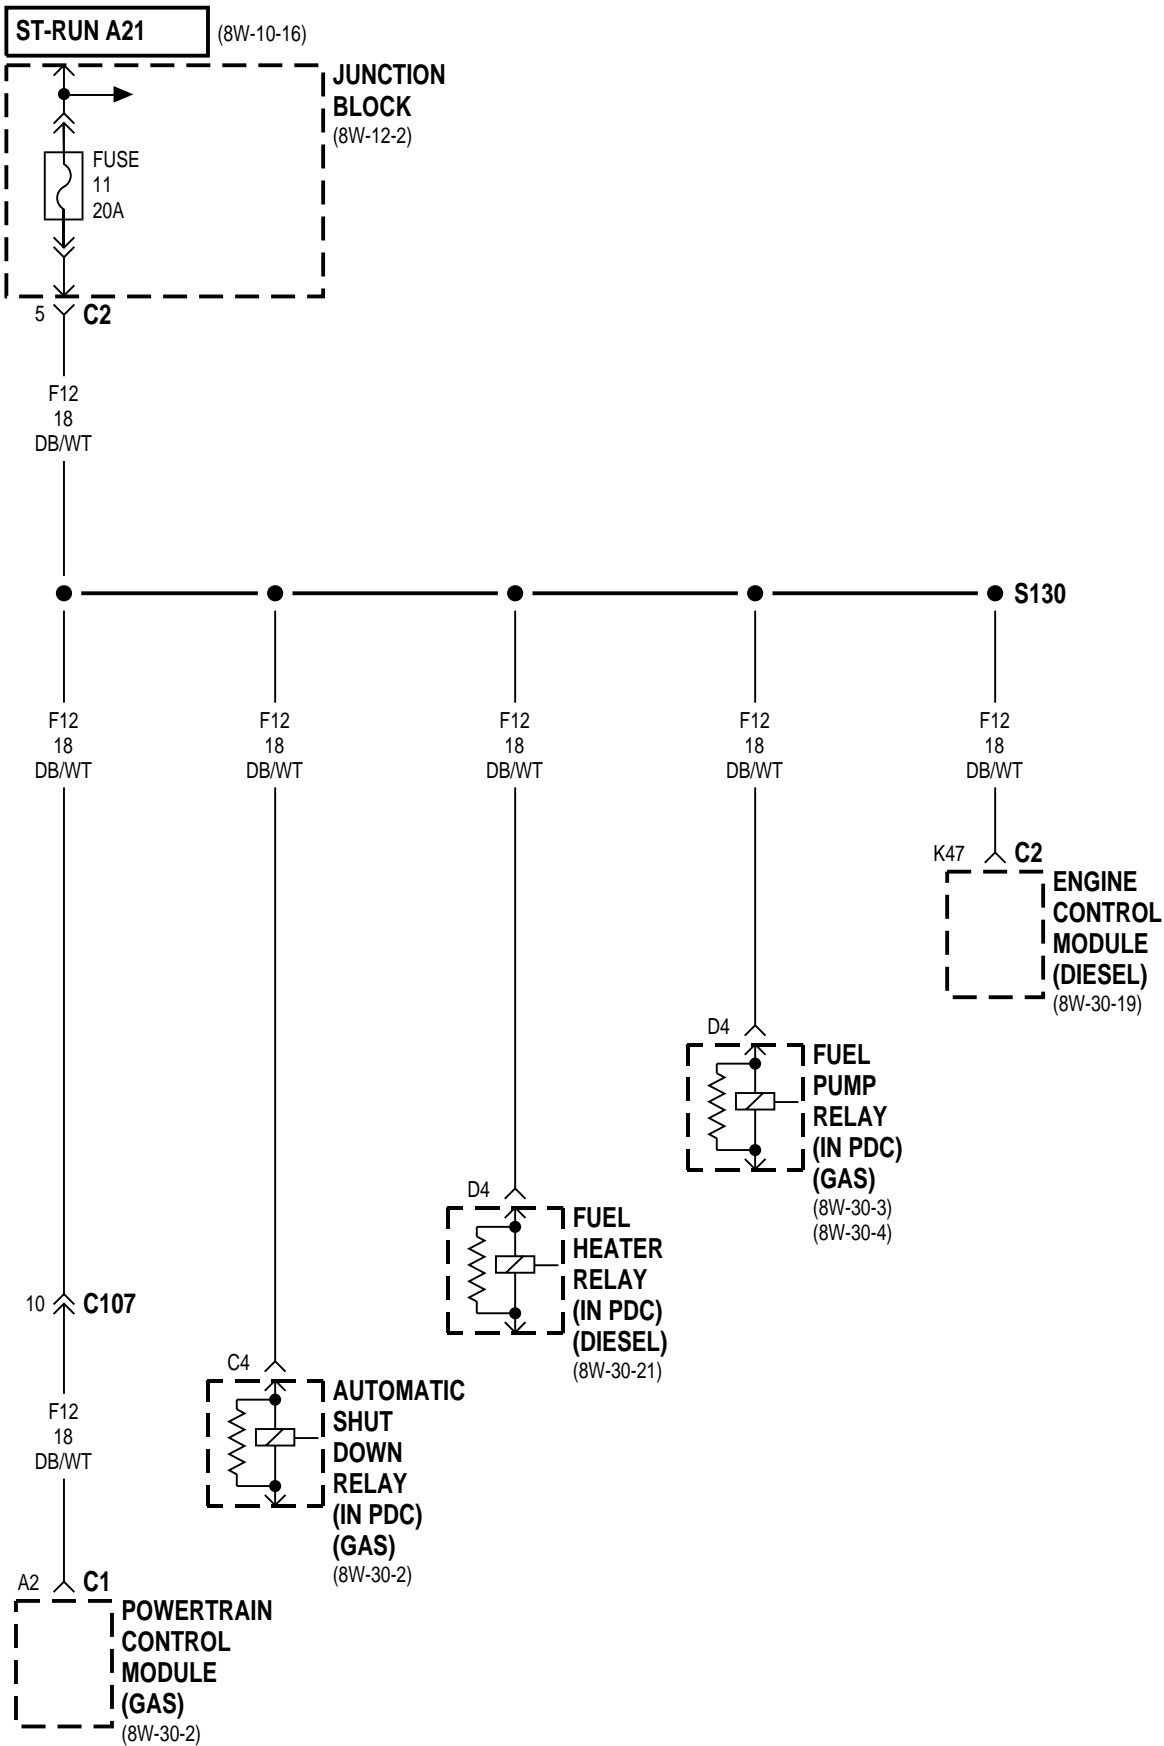 ST-RUN A21
(8W-10-16)
JUNCTION
BLOCK
(8W-12-2)
FUSE
11
20A
5
C2
F12
18
DB/WT
S130
F12
18
DB/WT
F12
18
DB/WT
F12
18
DB/WT
F12
18
DB/WT
F12
18
DB/WT
K47
C2
ENGINE
CONTROL
MODULE
(DIESEL)
(8W-30-19)
D4
FUEL
PUMP
RELAY
(IN PDC)
(GAS)
(8W-30-3)
(8W-30-4)
D4
FUEL
HEATER
RELAY
(IN PDC)
(DIESEL)
(8W-30-21)
10
C107
C4
AUTOMATIC
SHUT
DOWN
RELAY
(IN PDC)
(GAS)
(8W-30-2)
F12
18
DB/WT
A2
C1
POWERTRAIN
CONTROL
MODULE
(GAS)
(8W-30-2)